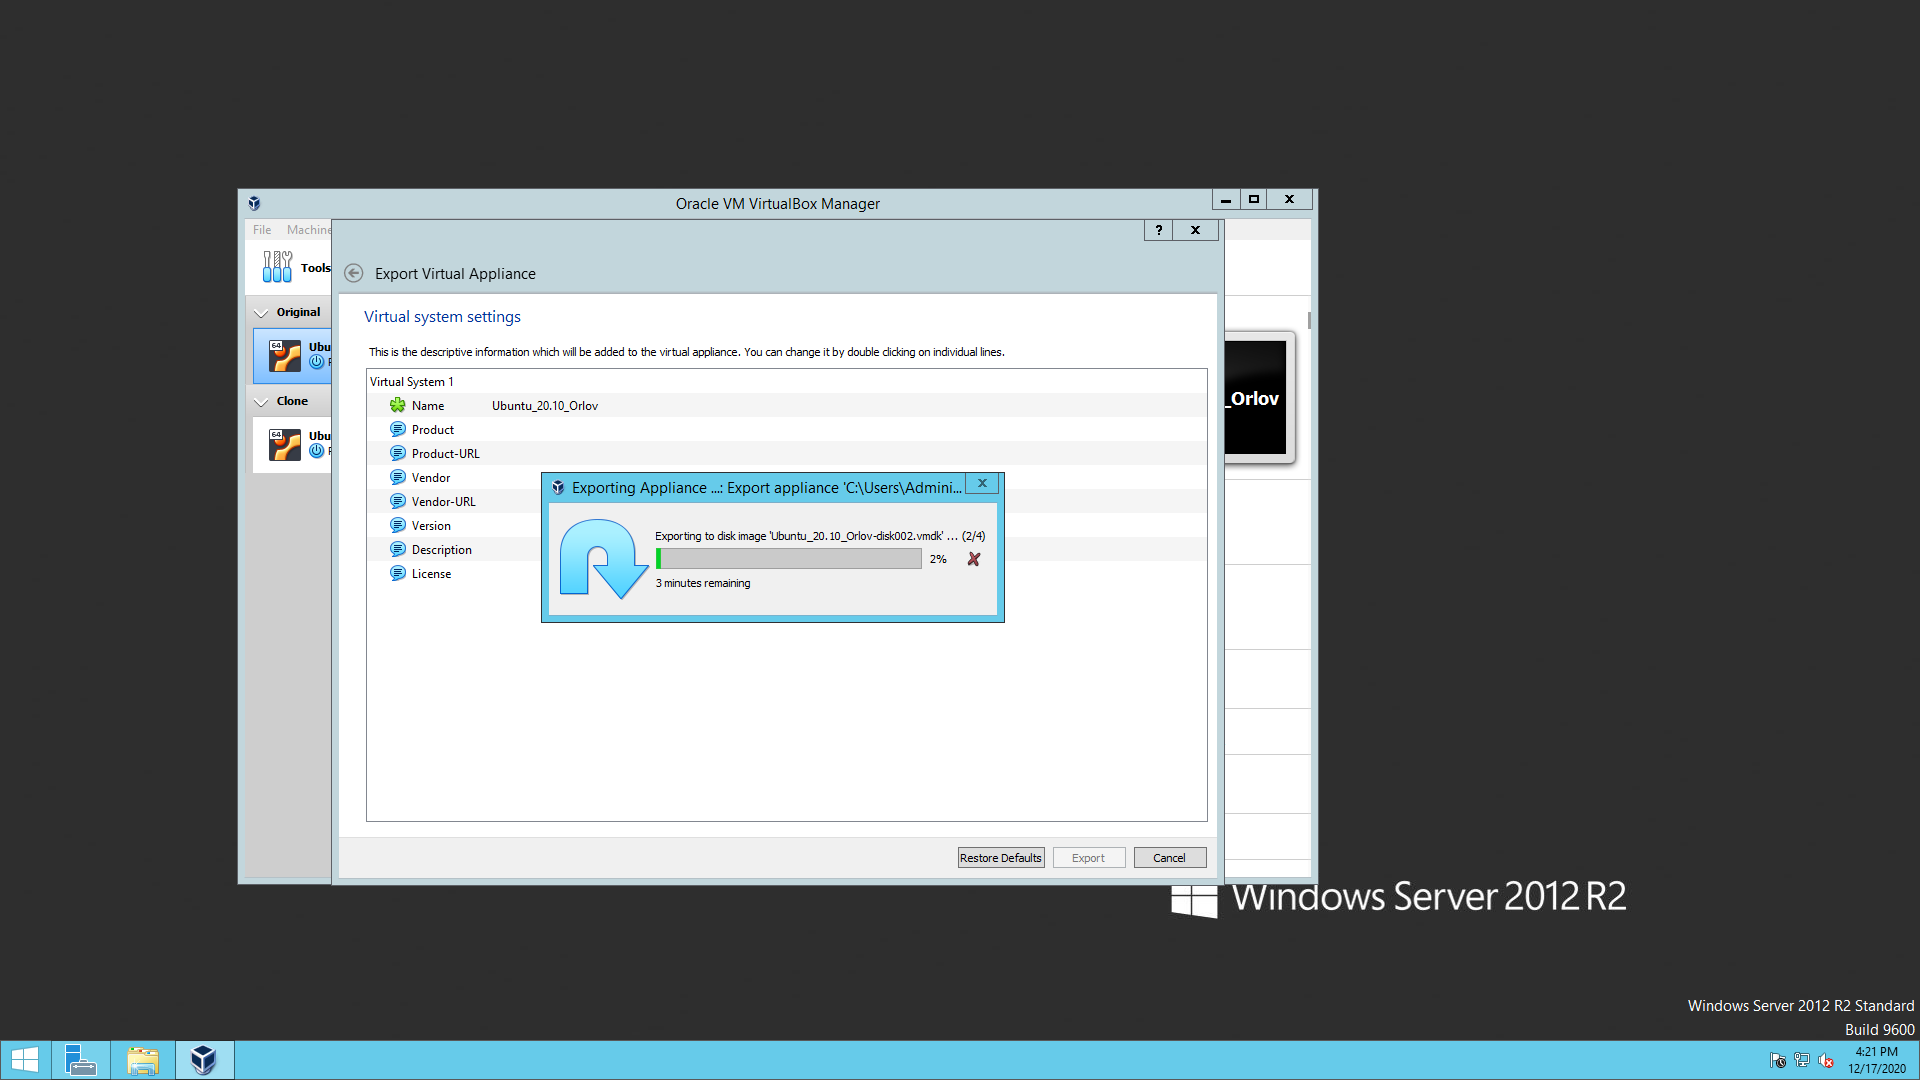 Oracle VM VirtualBox Manager
File Machine
?
Export Virtual Appliance
Tools
Virtual system settings
This is the descriptive information which will be added to the virtual appliance. You can change it by double clicking on individual lines.
Original
64
Ubu
Clone
64
Ubu
Virtual System 1
Name Ubuntu_20.10_Orlov
Product
Product-URL
Vendor
Vendor-URL
Version
Description
License
_Orlov
Exporting Appliance ...: Export appliance 'C:\Users\Admini...
Exporting to disk image 'Ubuntu_20.10_Orlov-disk002.vmdk' ... (2/4)
2%
3 minutes remaining
Restore Defaults Export Cancel
Windows Server 2012 R2
Windows Server 2012 R2 Standard
Build 9600
4:21 PM
12/17/2020